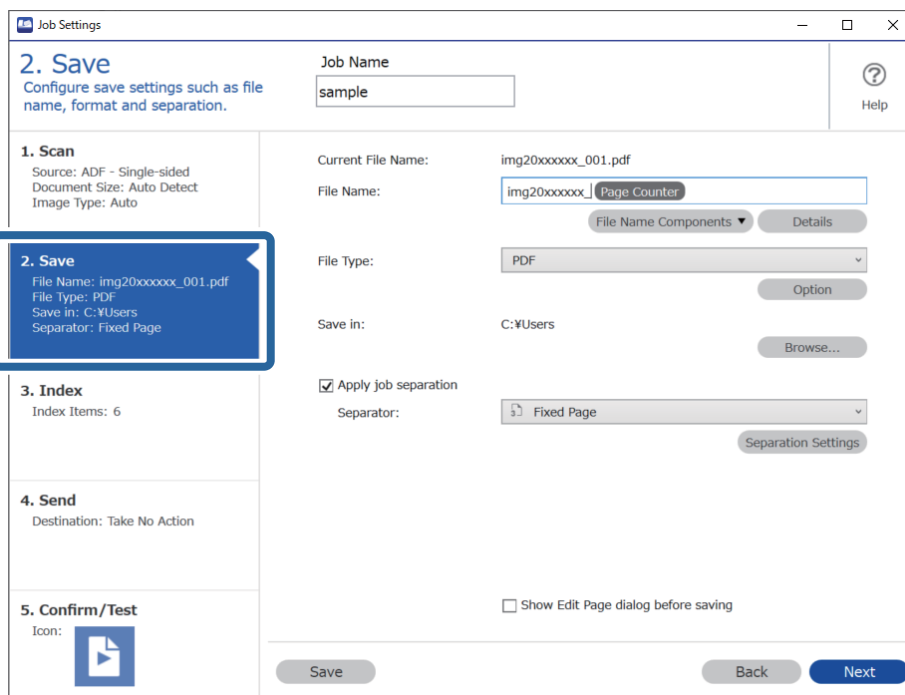 Job Settings
2. Save
Configure save settings such as file
name, format and separation.
Job Name
sample
Help
1. Scan
Source: ADF - Single-sided
Document Size: Auto Detect
Image Type: Auto
2. Save
File Name: img20xxxxxx_001.pdf
File Type: PDF
Save in: C:¥Users
Separator: Fixed Page
3. Index
Index Items: 6
4. Send
Destination: Take No Action
5. Confirm/Test
Icon:
Current File Name: img20xxxxxx_001.pdf
File Name: img20xxxxxx_ Page Counter
File Name Components ▼ Details
File Type: PDF
Option
Save in: C:¥Users
Browse...
Apply job separation
Separator: Fixed Page
Separation Settings
Show Edit Page dialog before saving
Save Back Next